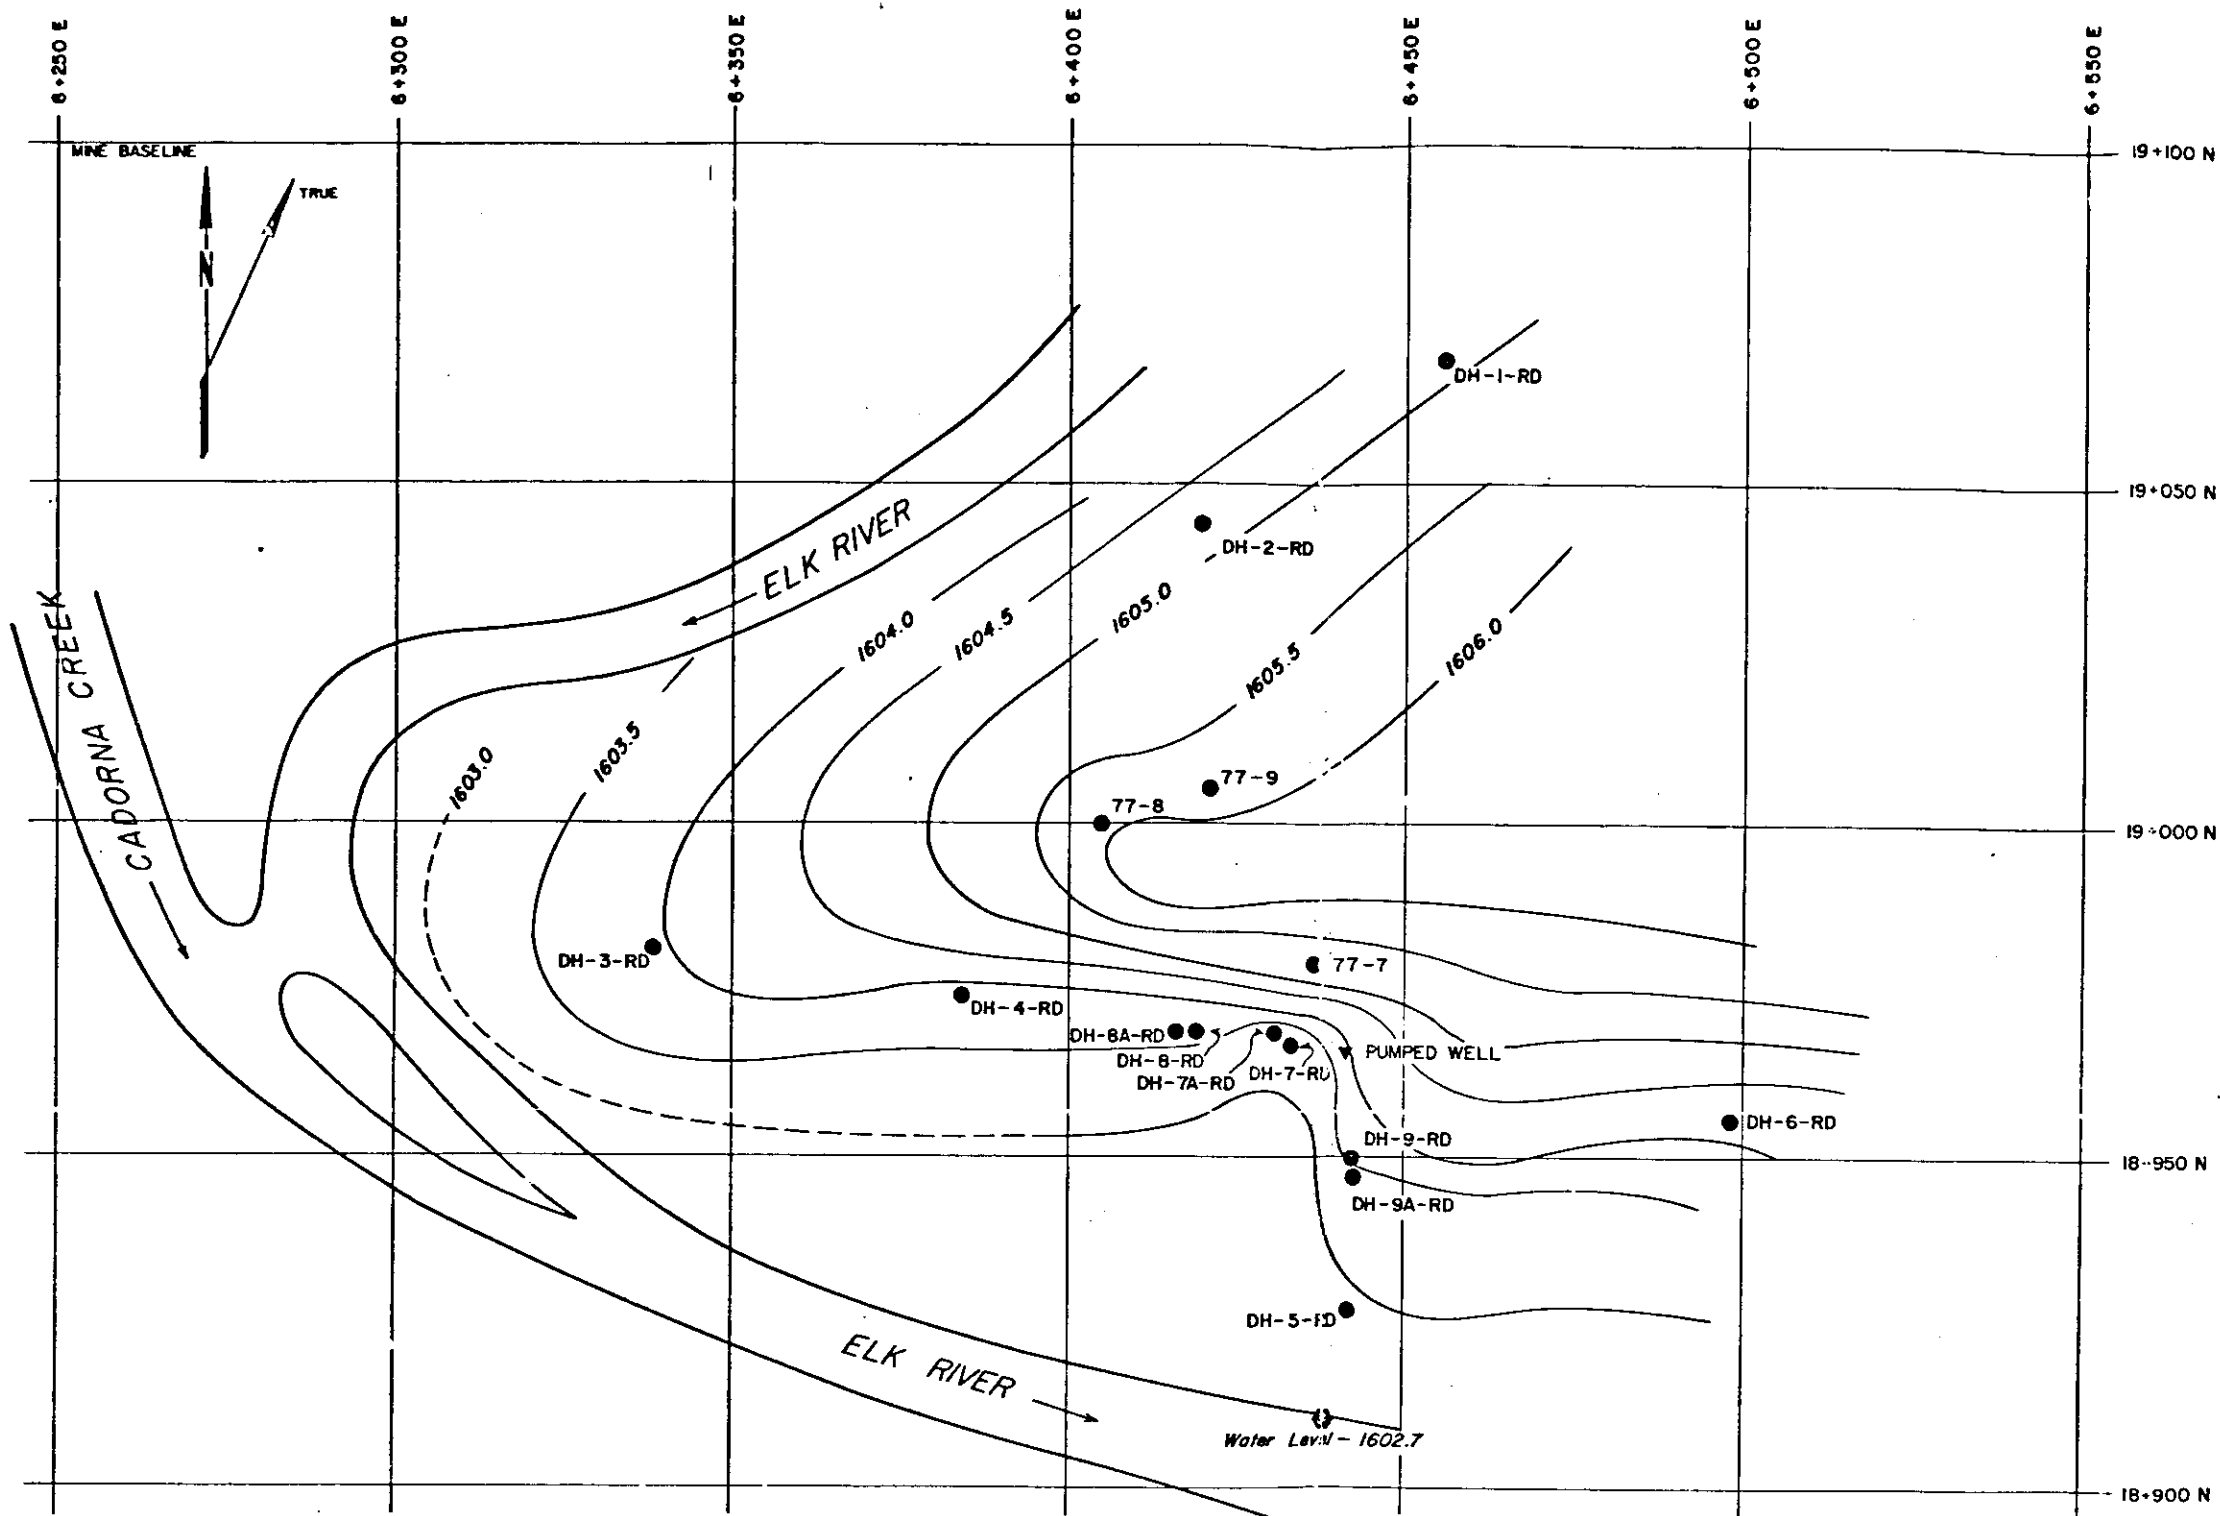 6+250 E
6+300 E
6+350 E
6+400 E
6+450 E
6+500 E
6+550 E
MINE BASELINE
19+100 N
TRUE
N
DH-1-RD
19+050 N
ELK RIVER
DH-2-RD
CADORNA CREEK
1604.0
1604.5
1605.0
1605.5
1606.0
1603.0
1603.5
77-9
77-8
19+000 N
DH-3-RD
77-7
DH-4-RD
DH-8A-RD
DH-8-RD
DH-7A-RD
DH-7-RD
PUMPED WELL
DH-6-RD
DH-9-RD
18+950 N
DH-9A-RD
DH-5-RD
ELK RIVER
Water Level - 1602.7
18+900 N